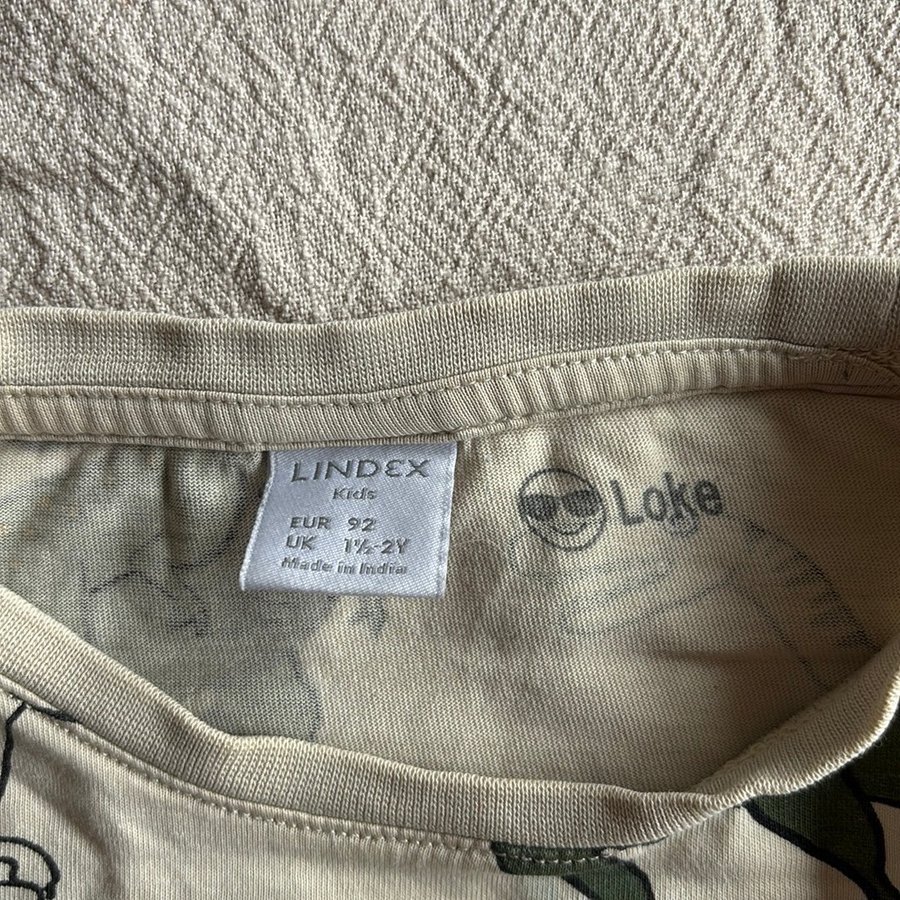 LINDEX
Kids
EUR 92
UK 1½-2Y
Made in India
Loke